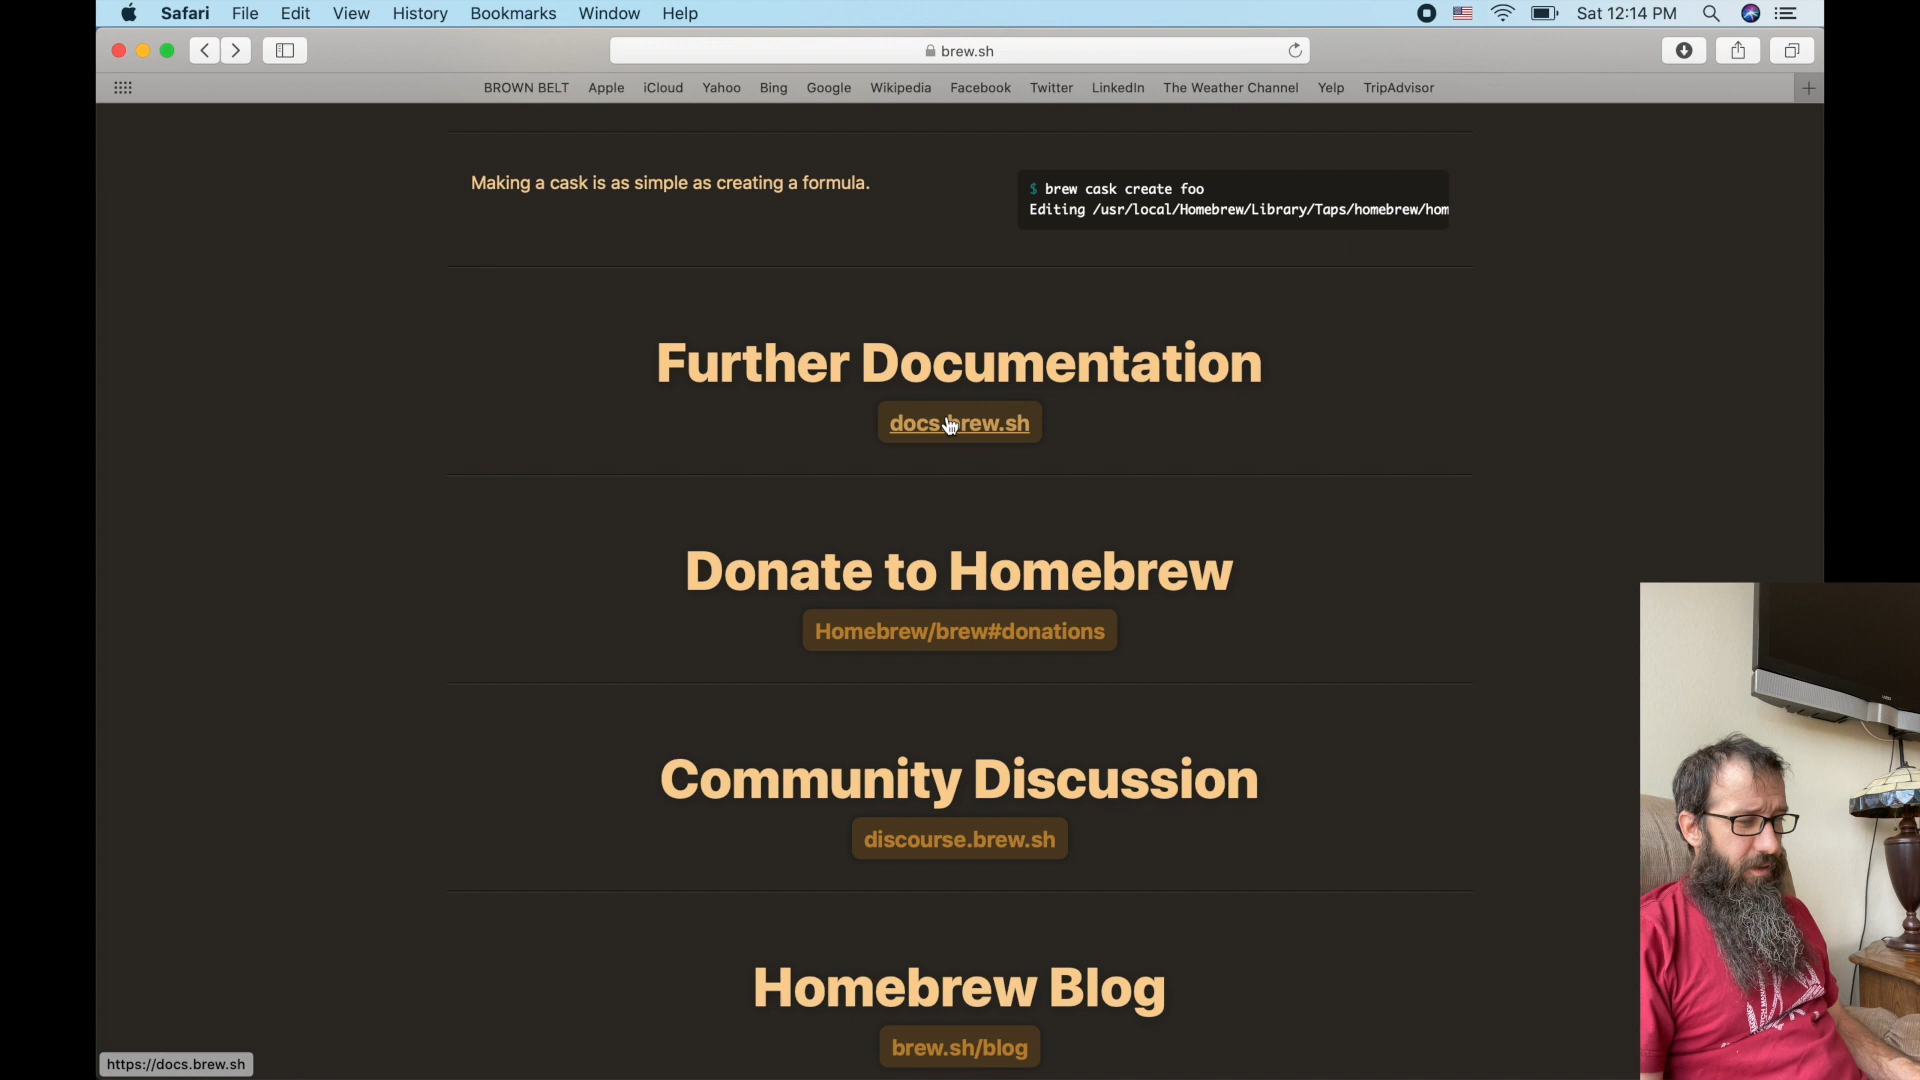 Safari File Edit View History Bookmarks Window Help Sat 12:14 PM
brew.sh
BROWN BELT Apple iCloud Yahoo Bing Google Wikipedia Facebook Twitter LinkedIn The Weather Channel Yelp TripAdvisor
Making a cask is as simple as creating a formula.
$ brew cask create foo
Editing /usr/local/Homebrew/Library/Taps/homebrew/hom
Further Documentation
docs.brew.sh
Donate to Homebrew
Homebrew/brew#donations
Community Discussion
discourse.brew.sh
Homebrew Blog
brew.sh/blog
https://docs.brew.sh